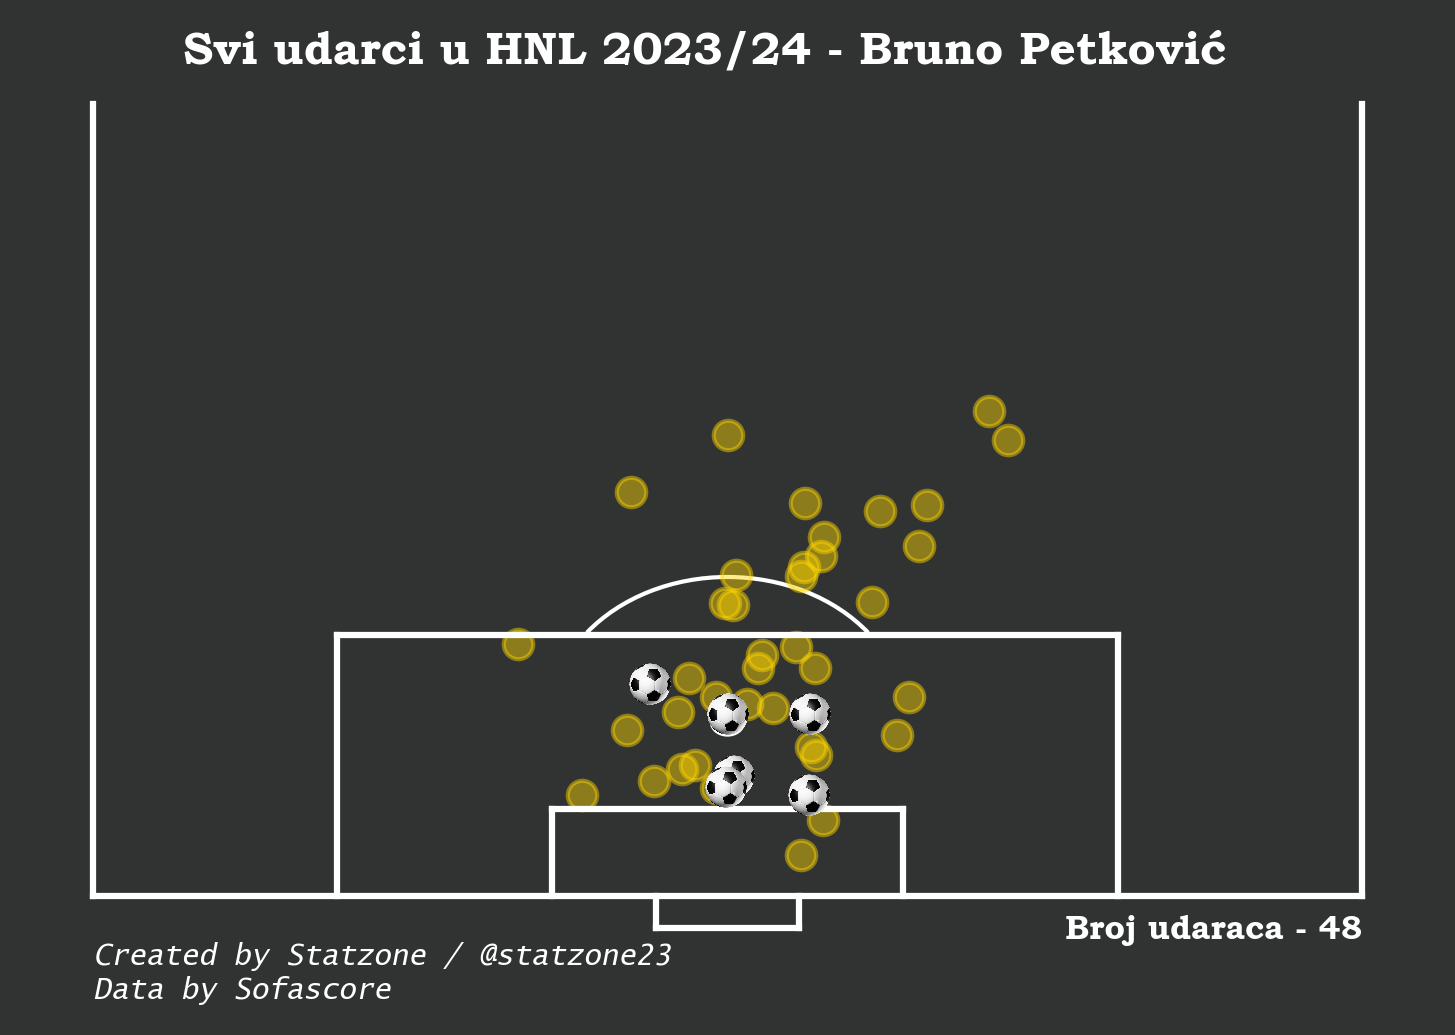 Svi udarci u HNL 2023/24 - Bruno Petković
Broj udaraca - 48
Created by Statzone / @statzone23
Data by Sofascore